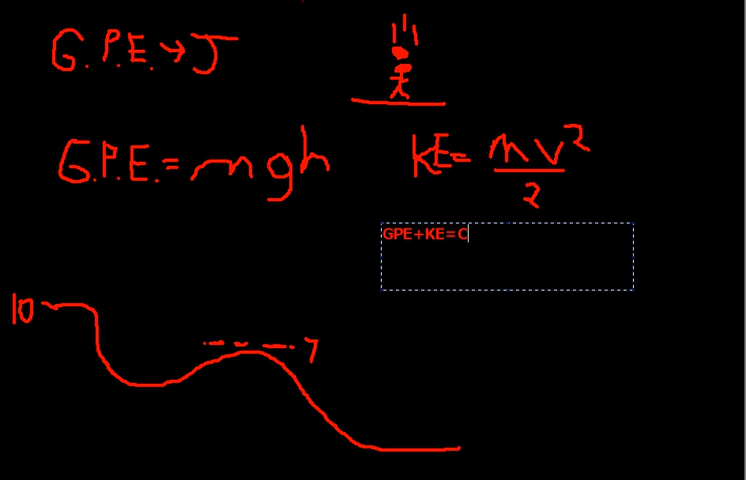 G.P.E. → J
G.P.E. = mgh
KE = mv²/2
GPE+KE=C
10
7